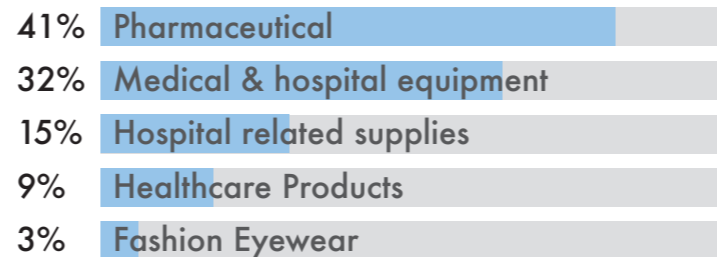 41% Pharmaceutical
32% Medical & hospital equipment
15% Hospital related supplies
9% Healthcare Products
3% Fashion Eyewear